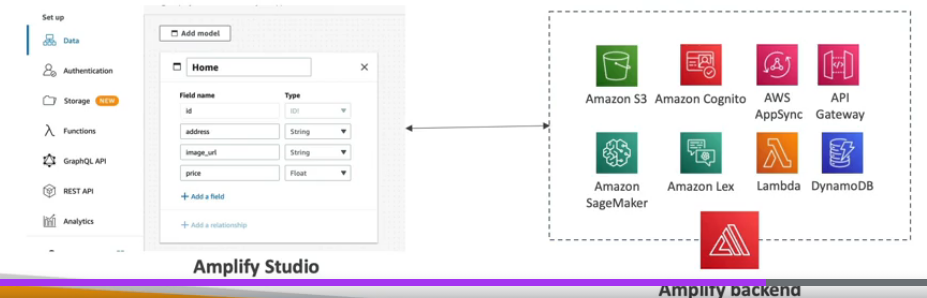 Set up
Data
Authentication
Storage NEW
Functions
GraphQL API
REST API
Analytics
Add model
Home
Field name Type
id ID!
address String
image_url String
price Float
+ Add a field
+ Add a relationship
Amplify Studio
Amazon S3 Amazon Cognito AWS AppSync API Gateway
Amazon SageMaker Amazon Lex Lambda DynamoDB
Amplify backend